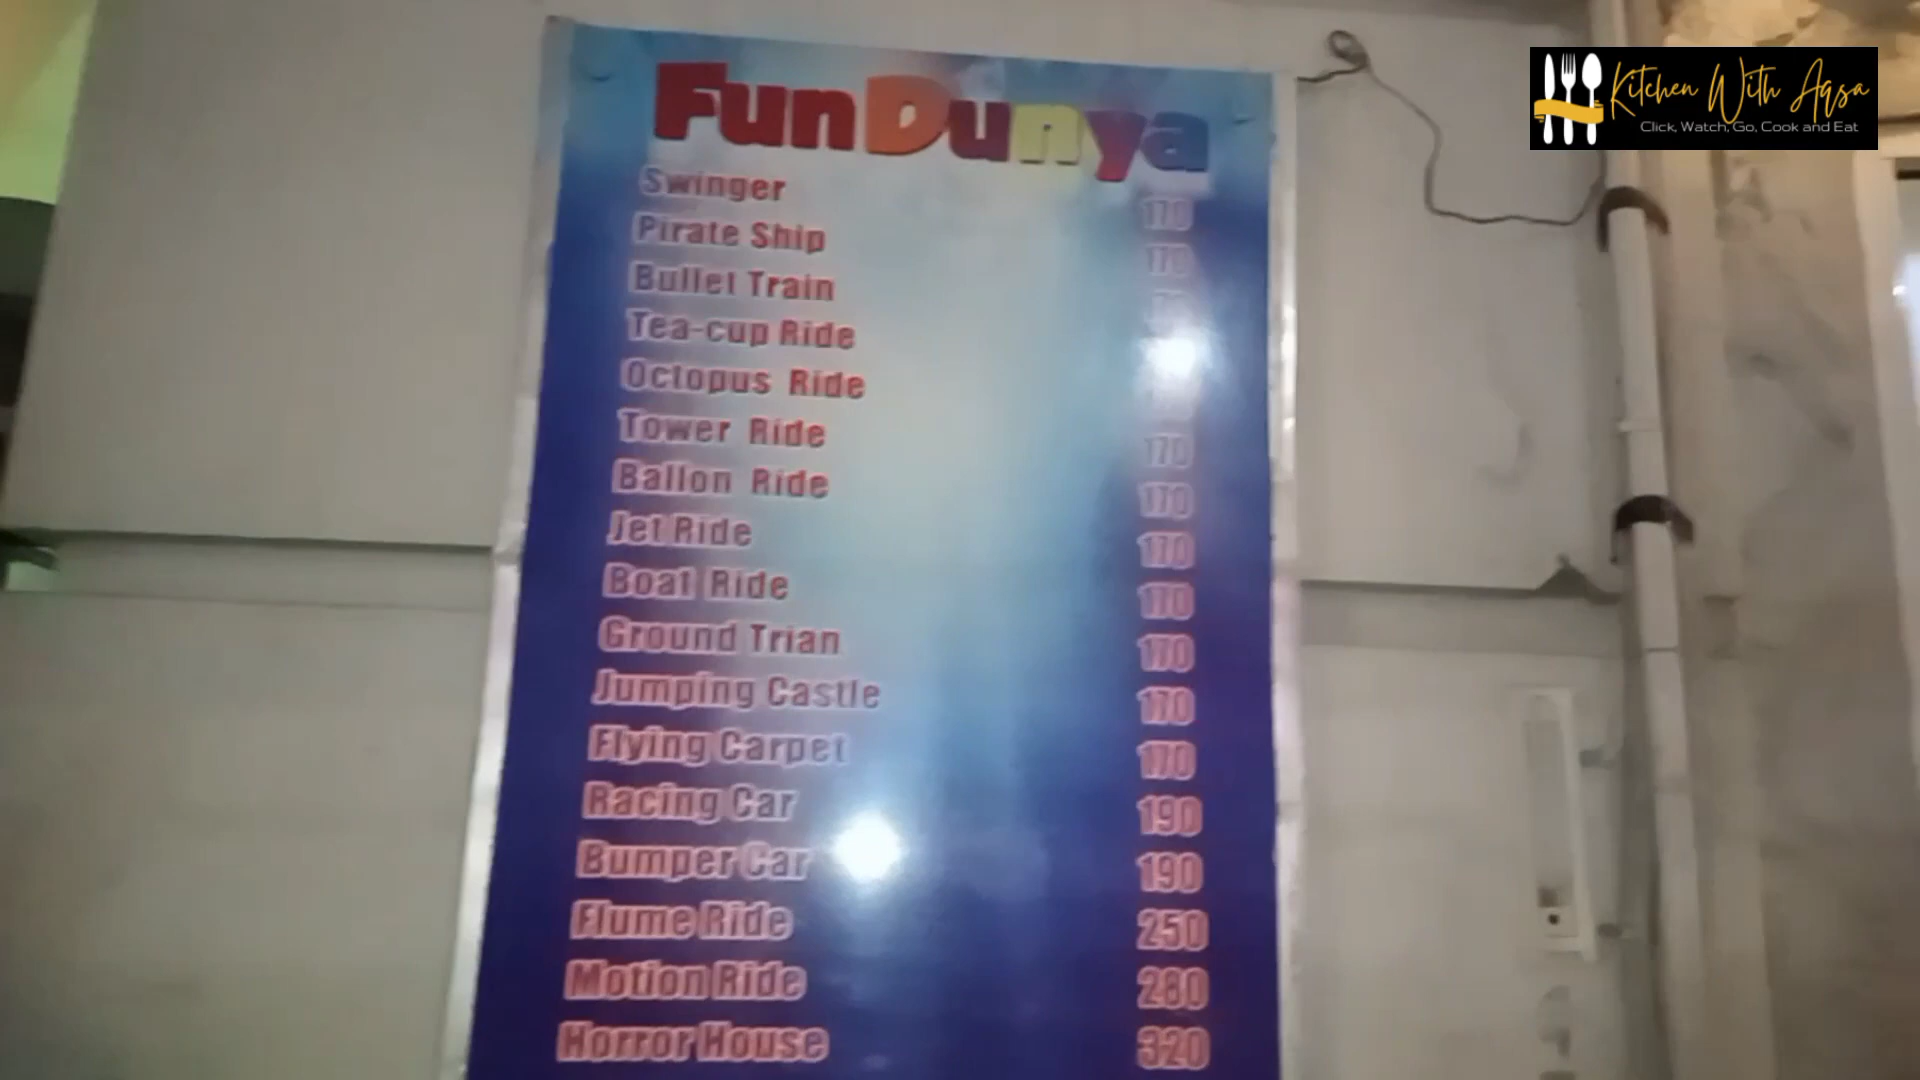 Kitchen With Aqsa
Click, Watch, Go, Cook and Eat
FunDunya
Swinger 170
Pirate Ship 170
Bullet Train
Tea-cup Ride
Octopus Ride
Tower Ride 170
Ballon Ride 170
Jet Ride 170
Boat Ride 170
Ground Trian 170
Jumping Castle 170
Flying Carpet 170
Racing Car 190
Bumper Car 190
Flume Ride 250
Motion Ride 280
Horror House 320